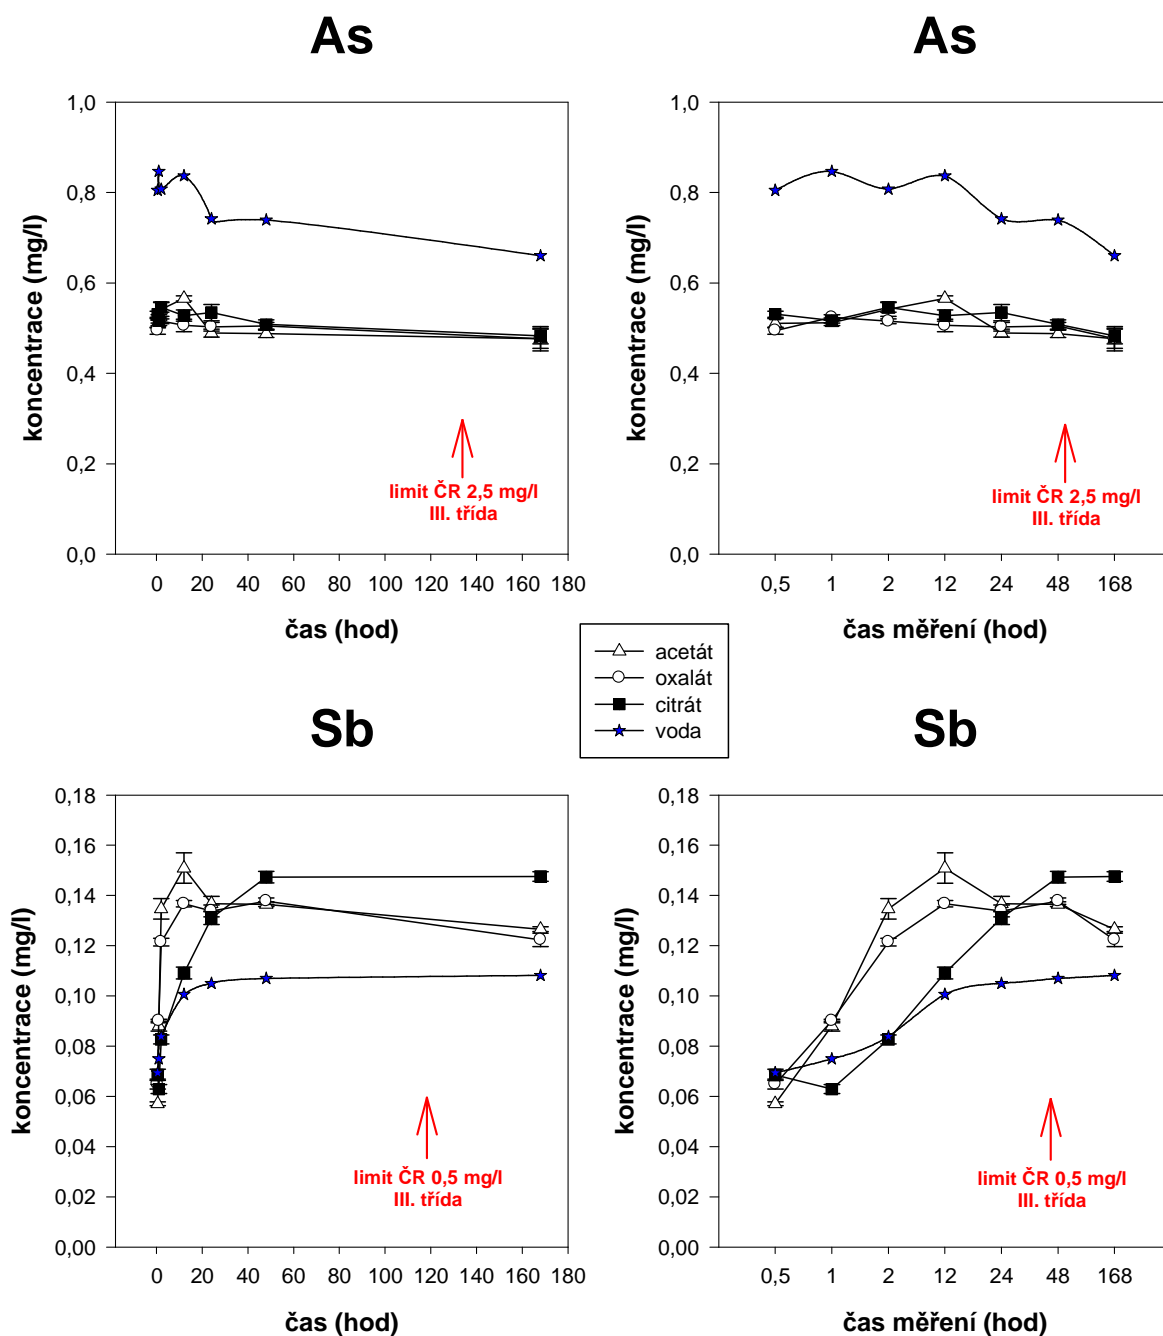 As
As
koncentrace (mg/l)
1,0
0,8
0,6
0,4
0,2
0,0
limit ČR 2,5 mg/l
III. třída
0 20 40 60 80 100 120 140 160 180
čas (hod)
koncentrace (mg/l)
1,0
0,8
0,6
0,4
0,2
0,0
limit ČR 2,5 mg/l
III. třída
0,5 1 2 12 24 48 168
čas měření (hod)
acetát
oxalát
citrát
voda
Sb
Sb
koncentrace (mg/l)
0,18
0,16
0,14
0,12
0,10
0,08
0,06
0,04
0,02
0,00
limit ČR 0,5 mg/l
III. třída
0 20 40 60 80 100 120 140 160 180
čas (hod)
koncentrace (mg/l)
0,18
0,16
0,14
0,12
0,10
0,08
0,06
0,04
0,02
0,00
limit ČR 0,5 mg/l
III. třída
0,5 1 2 12 24 48 168
čas měření (hod)